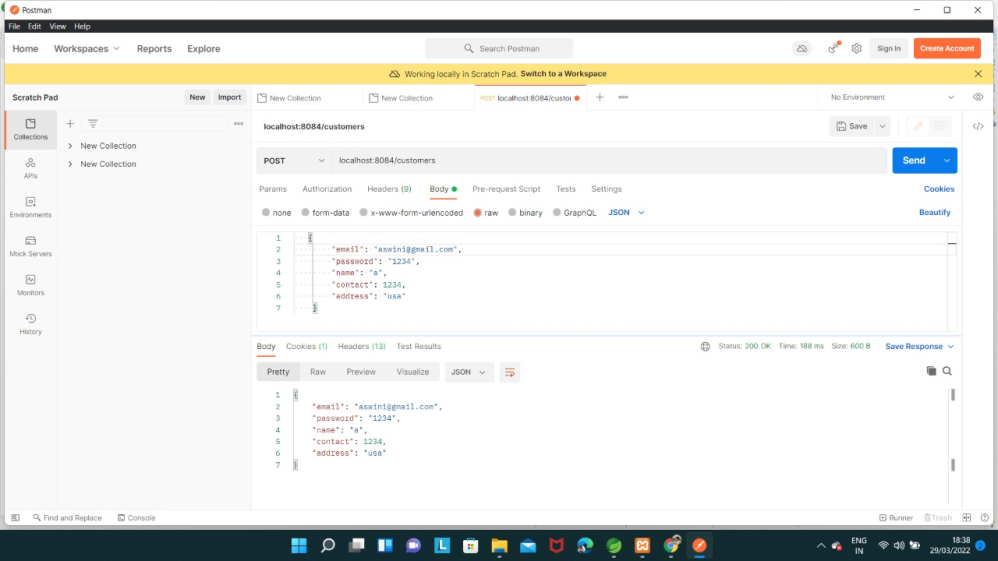 Postman
File Edit View Help
Home Workspaces Reports Explore Search Postman Sign In Create Account
Working locally in Scratch Pad. Switch to a Workspace
Scratch Pad New Import New Collection New Collection POST localhost:8084/custor No Environment
Collections
New Collection
New Collection
APIs
Environments
Mock Servers
Monitors
History
localhost:8084/customers Save
POST localhost:8084/customers Send
Params Authorization Headers (9) Body Pre-request Script Tests Settings Cookies
none form-data x-www-form-urlencoded raw binary GraphQL JSON Beautify
1 {
2 "email": "aswini@gmail.com",
3 "password": "1234",
4 "name": "a",
5 "contact": 1234,
6 "address": "usa"
7 }
Body Cookies (1) Headers (13) Test Results Status: 200 OK Time: 188 ms Size: 600 B Save Response
Pretty Raw Preview Visualize JSON
1 {
2 "email": "aswini@gmail.com",
3 "password": "1234",
4 "name": "a",
5 "contact": 1234,
6 "address": "usa"
7 }
Find and Replace Console Runner Trash
ENG
IN
18:38
29/03/2022